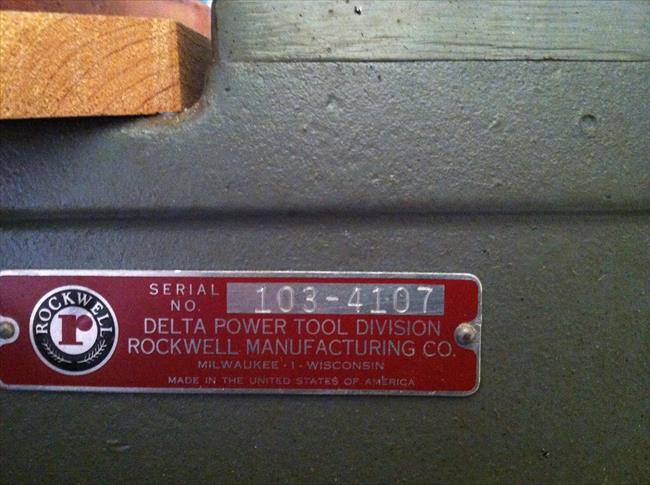 ROCKWELL
r
SERIAL
NO. 103-4107
DELTA POWER TOOL DIVISION
ROCKWELL MANUFACTURING CO.
MILWAUKEE · 1 · WISCONSIN
MADE IN THE UNITED STATES OF AMERICA